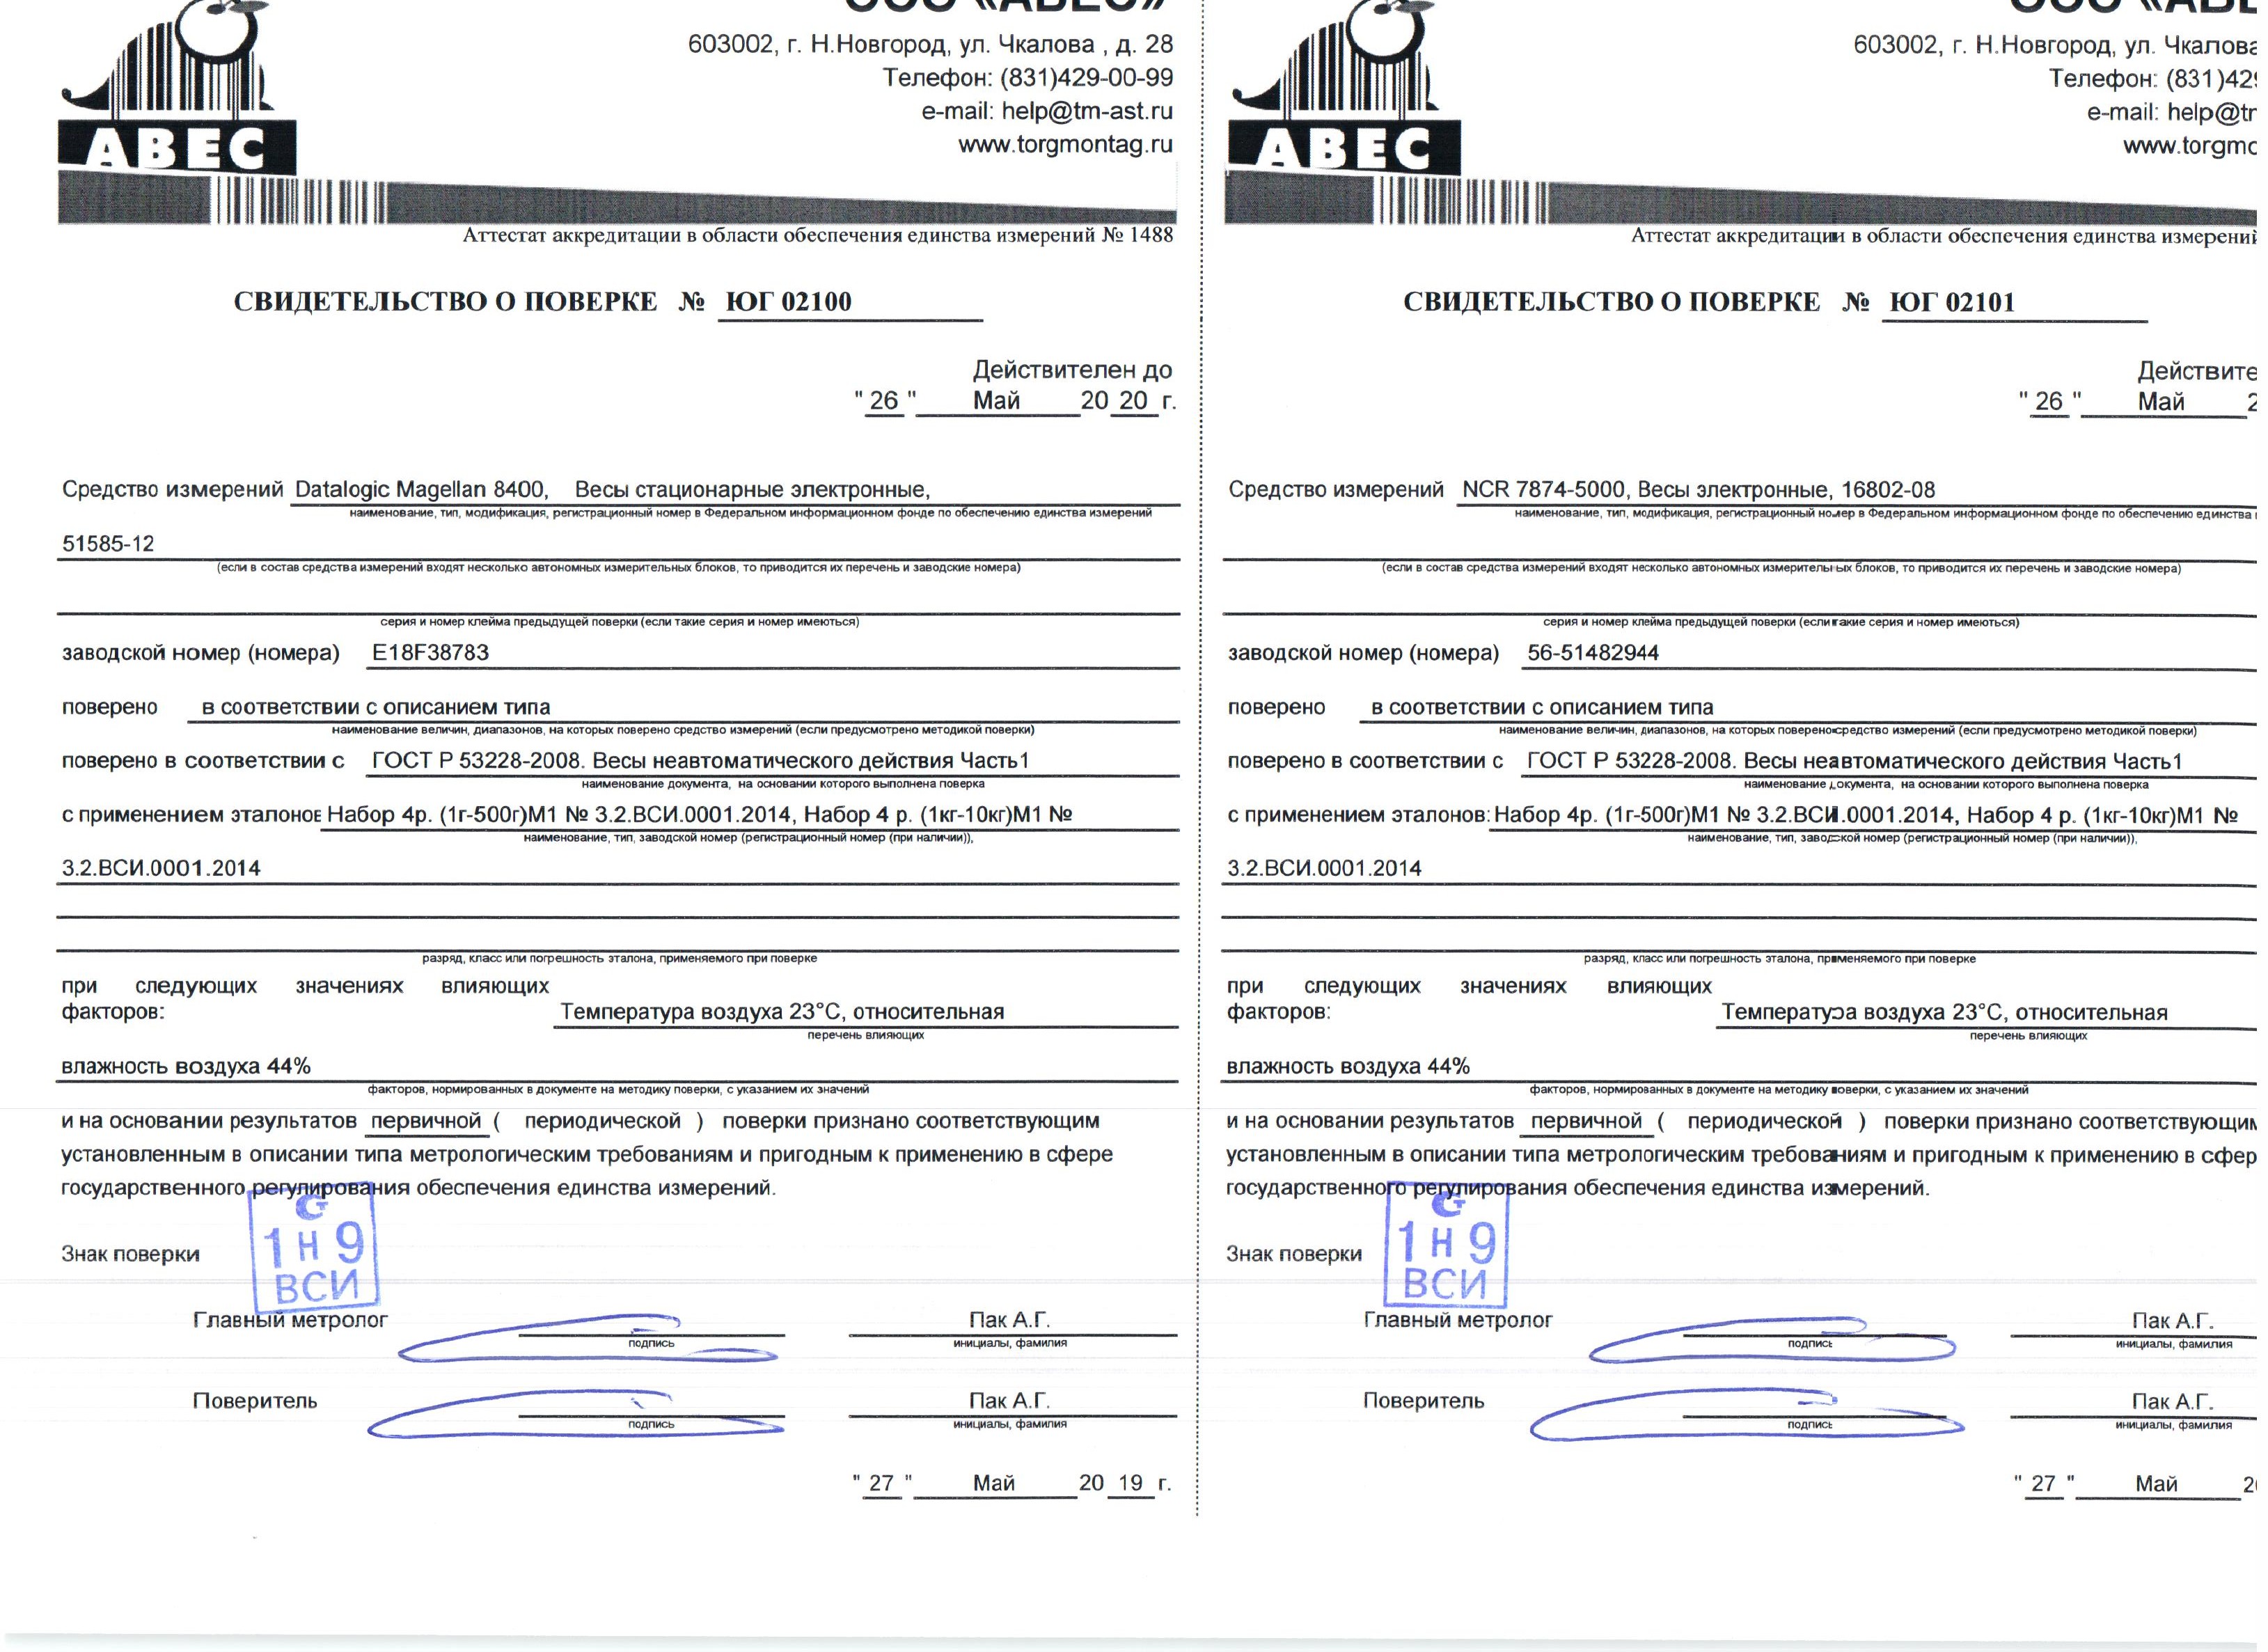 ООО «АВЕС»
603002, г. Н.Новгород, ул. Чкалова , д. 28
Телефон: (831)429-00-99
e-mail: help@tm-ast.ru
www.torgmontag.ru
АВЕС
Аттестат аккредитации в области обеспечения единства измерений № 1488
СВИДЕТЕЛЬСТВО О ПОВЕРКЕ № ЮГ 02100
Действителен до
" 26 " Май 20 20 г.
Средство измерений Datalogic Magellan 8400, Весы стационарные электронные,
наименование, тип, модификация, регистрационный номер в Федеральном информационном фонде по обеспечению единства измерений
51585-12
(если в состав средства измерений входят несколько автономных измерительных блоков, то приводится их перечень и заводские номера)
серия и номер клейма предыдущей поверки (если такие серия и номер имеються)
заводской номер (номера) E18F38783
поверено в соответствии с описанием типа
наименование величин, диапазонов, на которых поверено средство измерений (если предусмотрено методикой поверки)
поверено в соответствии с ГОСТ Р 53228-2008. Весы неавтоматического действия Часть1
наименование документа, на основании которого выполнена поверка
с применением эталонов Набор 4р. (1г-500г)М1 № 3.2.ВСИ.0001.2014, Набор 4 р. (1кг-10кг)М1 №
наименование, тип, заводской номер (регистрационный номер (при наличии)),
3.2.ВСИ.0001.2014
разряд, класс или погрешность эталона, применяемого при поверке
при следующих значениях влияющих
факторов: Температура воздуха 23°С, относительная
перечень влияющих
влажность воздуха 44%
факторов, нормированных в документе на методику поверки, с указанием их значений
и на основании результатов первичной ( периодической ) поверки признано соответствующим
установленным в описании типа метрологическим требованиям и пригодным к применению в сфере
государственного регулирования обеспечения единства измерений.
Знак поверки
1 Н 9
ВСИ
Главный метролог Пак А.Г.
подпись инициалы, фамилия
Поверитель Пак А.Г.
подпись инициалы, фамилия
" 27 " Май 20 19 г.
ООО «АВЕ
603002, г. Н.Новгород, ул. Чкалова
Телефон: (831)429
e-mail: help@tm
www.torgmo
АВЕС
Аттестат аккредитации в области обеспечения единства измерений
СВИДЕТЕЛЬСТВО О ПОВЕРКЕ № ЮГ 02101
Действите
" 26 " Май 2
Средство измерений NCR 7874-5000, Весы электронные, 16802-08
наименование, тип, модификация, регистрационный номер в Федеральном информационном фонде по обеспечению единства
(если в состав средства измерений входят несколько автономных измерительных блоков, то приводится их перечень и заводские номера)
серия и номер клейма предыдущей поверки (если такие серия и номер имеються)
заводской номер (номера) 56-51482944
поверено в соответствии с описанием типа
наименование величин, диапазонов, на которых поверено средство измерений (если предусмотрено методикой поверки)
поверено в соответствии с ГОСТ Р 53228-2008. Весы неавтоматического действия Часть1
наименование документа, на основании которого выполнена поверка
с применением эталонов: Набор 4р. (1г-500г)М1 № 3.2.ВСИ.0001.2014, Набор 4 р. (1кг-10кг)М1 №
наименование, тип, заводской номер (регистрационный номер (при наличии)),
3.2.ВСИ.0001.2014
разряд, класс или погрешность эталона, применяемого при поверке
при следующих значениях влияющих
факторов: Температура воздуха 23°С, относительная
перечень влияющих
влажность воздуха 44%
факторов, нормированных в документе на методику поверки, с указанием их значений
и на основании результатов первичной ( периодической ) поверки признано соответствующим
установленным в описании типа метрологическим требованиям и пригодным к применению в сфер
государственного регулирования обеспечения единства измерений.
Знак поверки
1 Н 9
ВСИ
Главный метролог Пак А.Г.
подпись инициалы, фамилия
Поверитель Пак А.Г.
подпись инициалы, фамилия
" 27 " Май 20